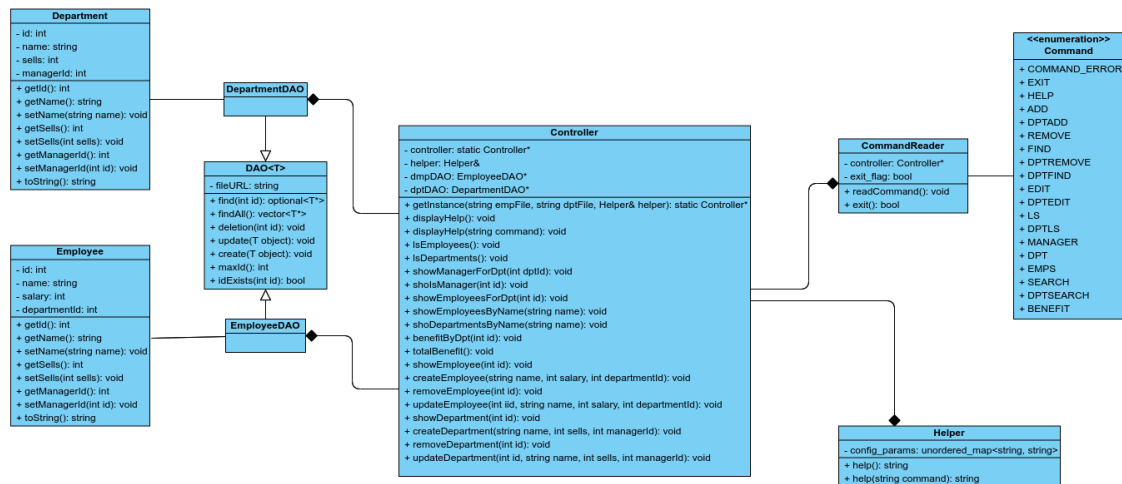 Department
- id: int
- name: string
- sells: int
- managerId: int
+ getId(): int
+ getName(): string
+ setName(string name): void
+ getSells(): int
+ setSells(int sells): void
+ getManagerId(): int
+ setManagerId(int id): void
+ toString(): string
DepartmentDAO
DAO<T>
- fileURL: string
+ find(int id): optional<T*>
+ findAll(): vector<T*>
+ deletion(int id): void
+ update(T object): void
+ create(T object): void
+ maxId(): int
+ idExists(int id): bool
Employee
- id: int
- name: string
- salary: int
- departmentId: int
+ getId(): int
+ getName(): string
+ setName(string name): void
+ getSells(): int
+ setSells(int sells): void
+ getManagerId(): int
+ setManagerId(int id): void
+ toString(): string
EmployeeDAO
Controller
- controller: static Controller*
- helper: Helper&
- dmpDAO: EmployeeDAO*
- dptDAO: DepartmentDAO*
+ getInstance(string empFile, string dptFile, Helper& helper): static Controller*
+ displayHelp(): void
+ displayHelp(string command): void
+ lsEmployees(): void
+ lsDepartments(): void
+ showManagerForDpt(int dptId): void
+ shoIsManager(int id): void
+ showEmployeesForDpt(int id): void
+ showEmployeesByName(string name): void
+ shoDepartmentsByName(string name): void
+ benefitByDpt(int id): void
+ totalBenefit(): void
+ showEmployee(int id): void
+ createEmployee(string name, int salary, int departmentId): void
+ removeEmployee(int id): void
+ updateEmployee(int iid, string name, int salary, int departmentId): void
+ showDepartment(int id): void
+ createDepartment(string name, int sells, int managerId): void
+ removeDepartment(int id): void
+ updateDepartment(int id, string name, int sells, int managerId): void
CommandReader
- controller: Controller*
- exit_flag: bool
+ readCommand(): void
+ exit(): bool
<<enumeration>>
Command
+ COMMAND_ERROR
+ EXIT
+ HELP
+ ADD
+ DPTADD
+ REMOVE
+ FIND
+ DPTREMOVE
+ DPTFIND
+ EDIT
+ DPTEDIT
+ LS
+ DPTLS
+ MANAGER
+ DPT
+ EMPS
+ SEARCH
+ DPTSEARCH
+ BENEFIT
Helper
- config_params: unordered_map<string, string>
+ help(): string
+ help(string command): string